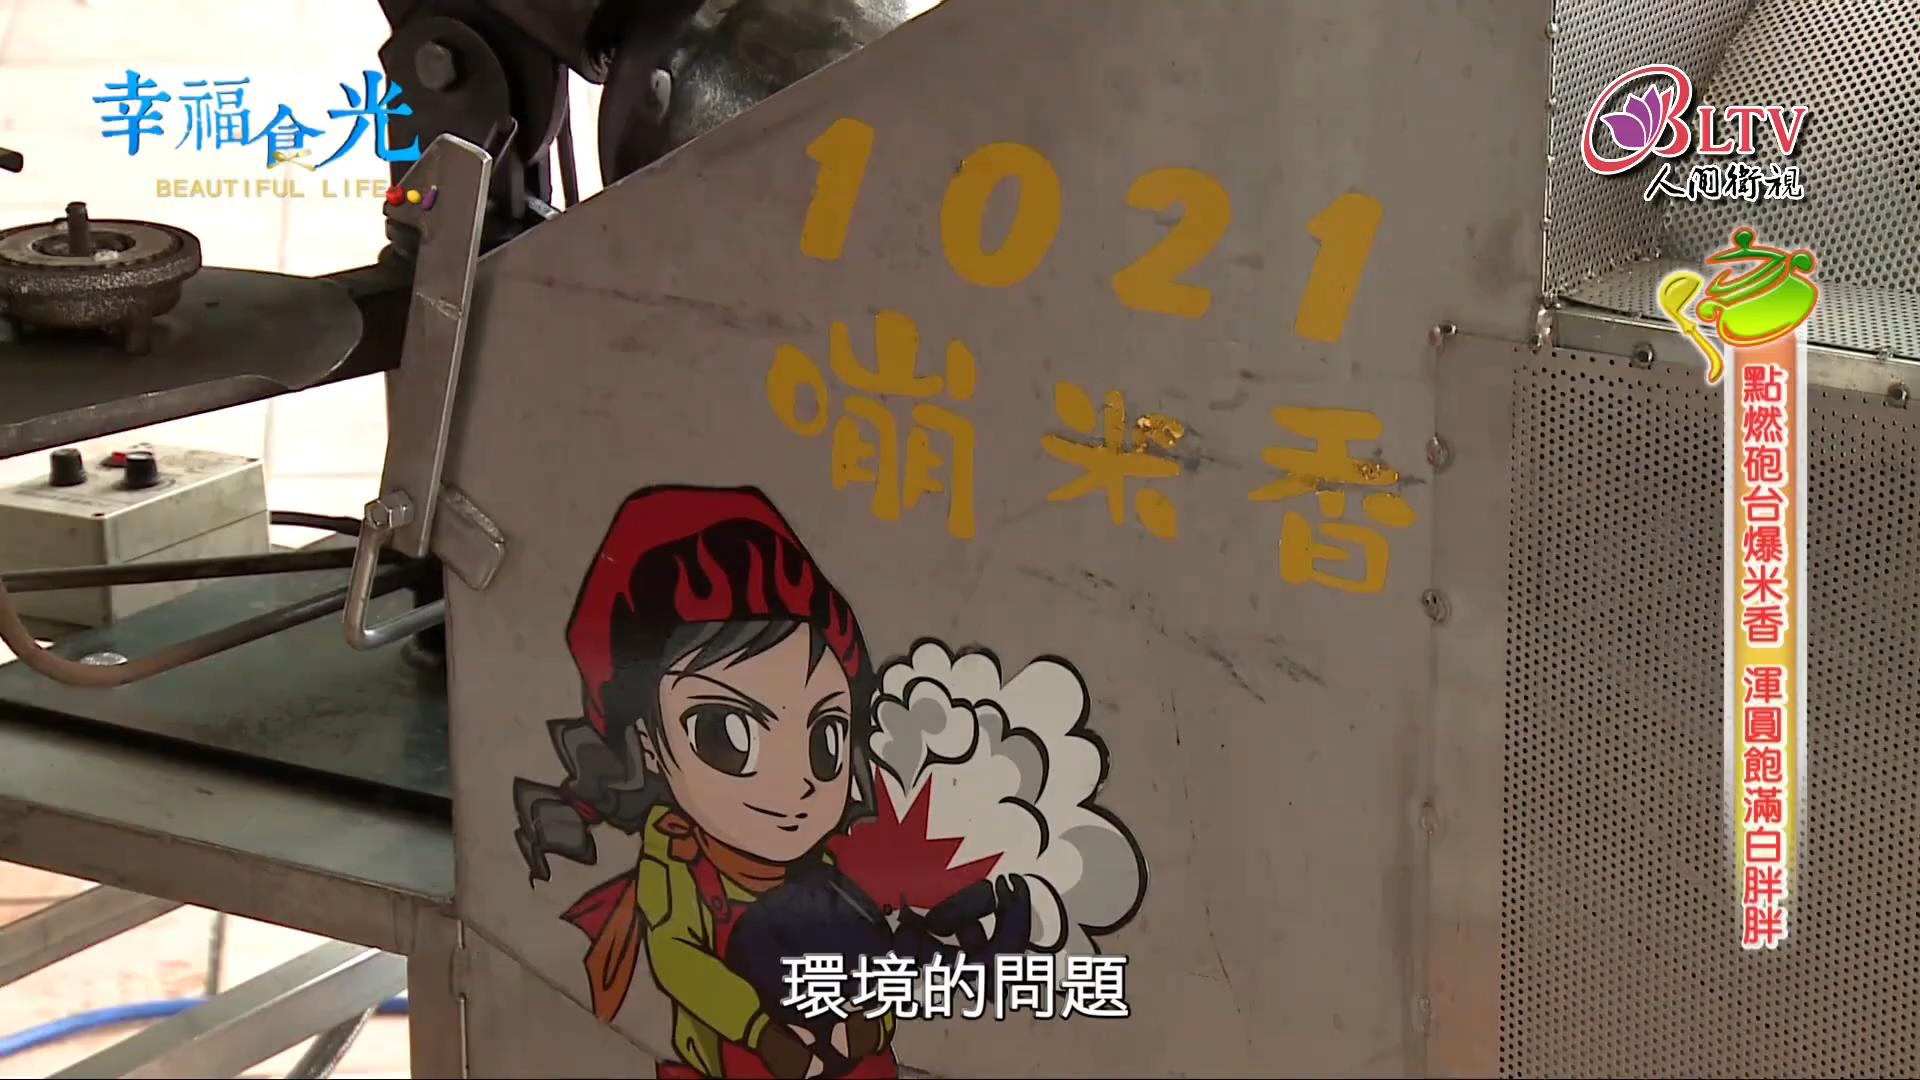 幸福食光
BEAUTIFUL LIFE
BLTV
人間衛視
1021
嘣米香
點燃砲台爆米香 渾圓飽滿白胖胖
環境的問題